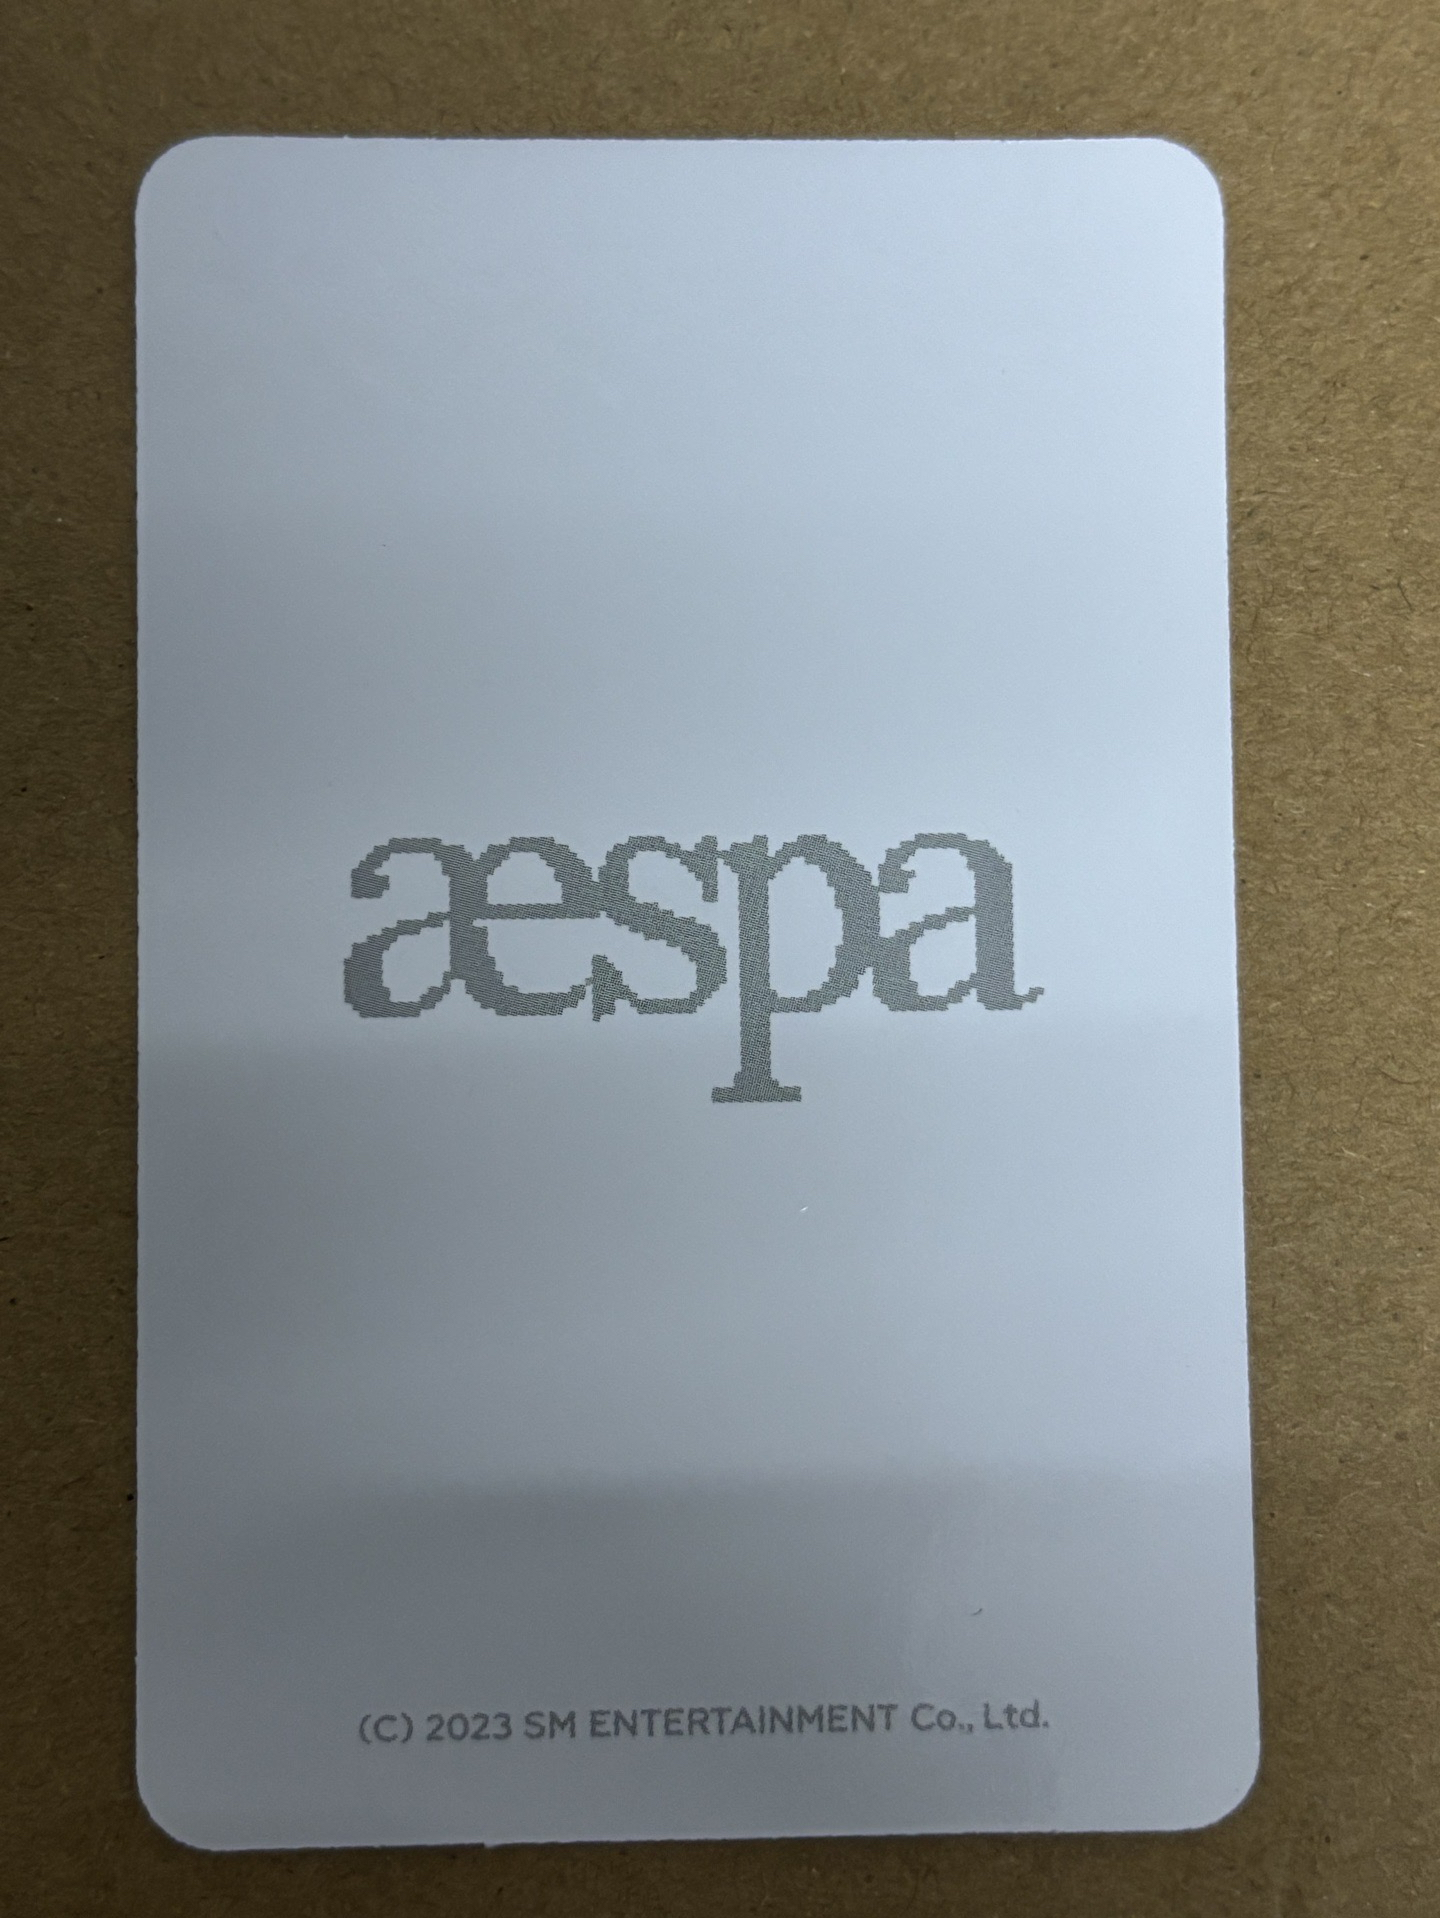 æspa
(C) 2023 SM ENTERTAINMENT Co., Ltd.